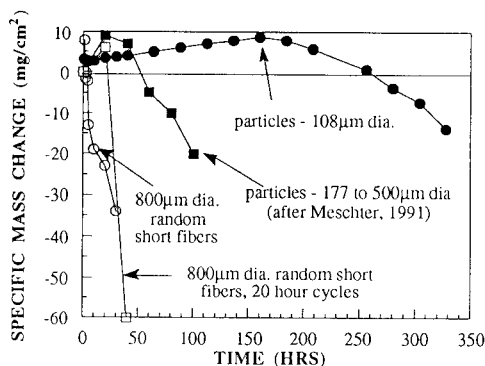 SPECIFIC MASS CHANGE (mg/cm²)
10
0
-10
-20
-30
-40
-50
-60
particles - 108µm dia.
particles - 177 to 500µm dia
(after Meschter, 1991)
800µm dia.
random
short fibers
800µm dia. random short
fibers, 20 hour cycles
0
50
100
150
200
250
300
350
TIME (HRS)